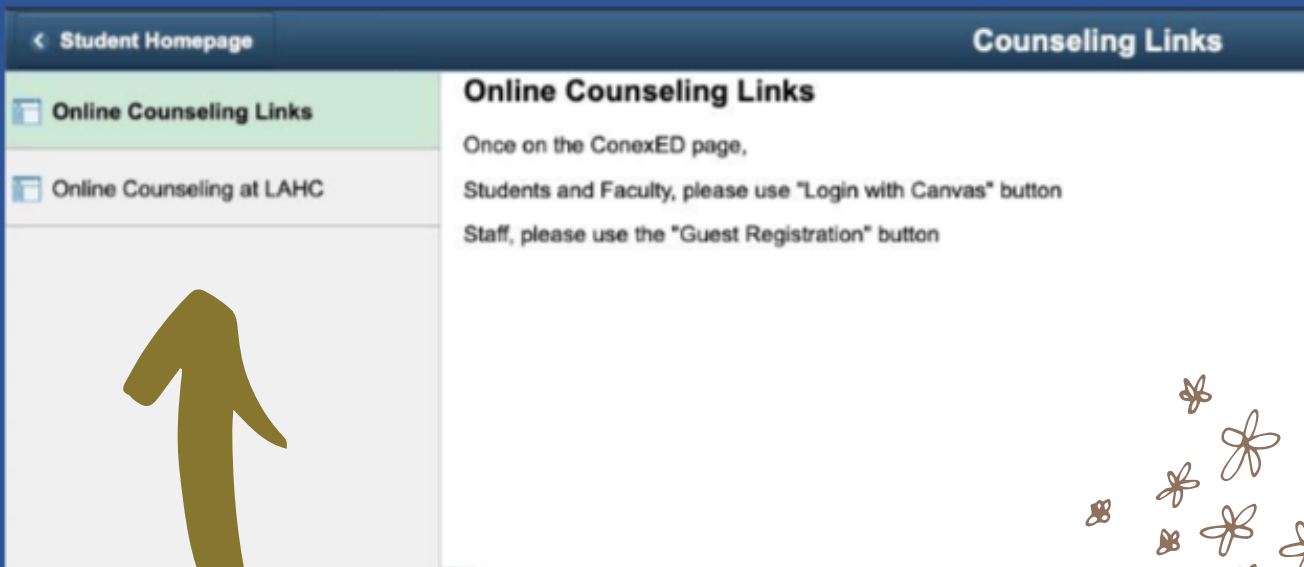 Student Homepage
Counseling Links
Online Counseling Links
Online Counseling at LAHC
Online Counseling Links
Once on the ConexED page,
Students and Faculty, please use "Login with Canvas" button
Staff, please use the "Guest Registration" button